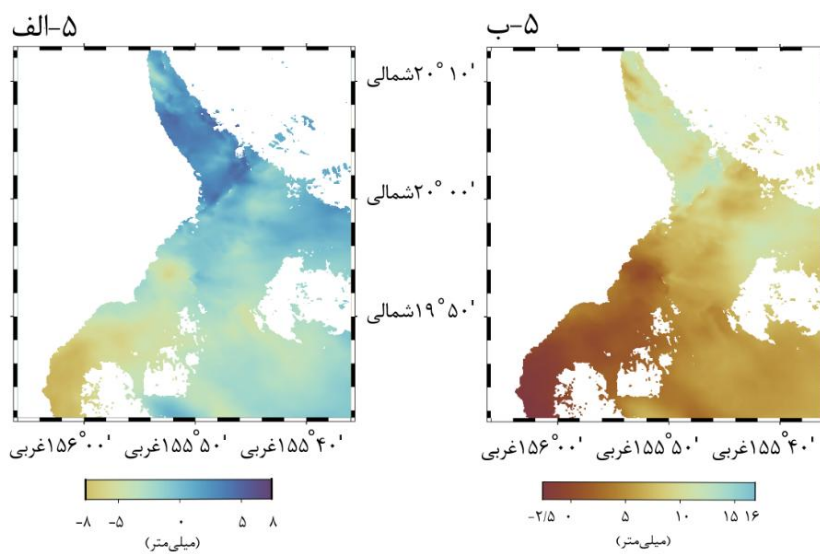 ۵-الف
۵-ب
۲۰° ۱۰' شمالی
۲۰° ۰۰' شمالی
۱۹° ۵۰' شمالی
۱۵۶° ۰۰' غربی ۱۵۵° ۵۰' غربی ۱۵۵° ۴۰' غربی
۱۵۶° ۰۰' غربی ۱۵۵° ۵۰' غربی ۱۵۵° ۴۰' غربی
-۸ -۵ ۰ ۵ ۸
(میلی‌متر)
-۲/۵ ۰ ۵ ۱۰ ۱۵ ۱۶
(میلی‌متر)